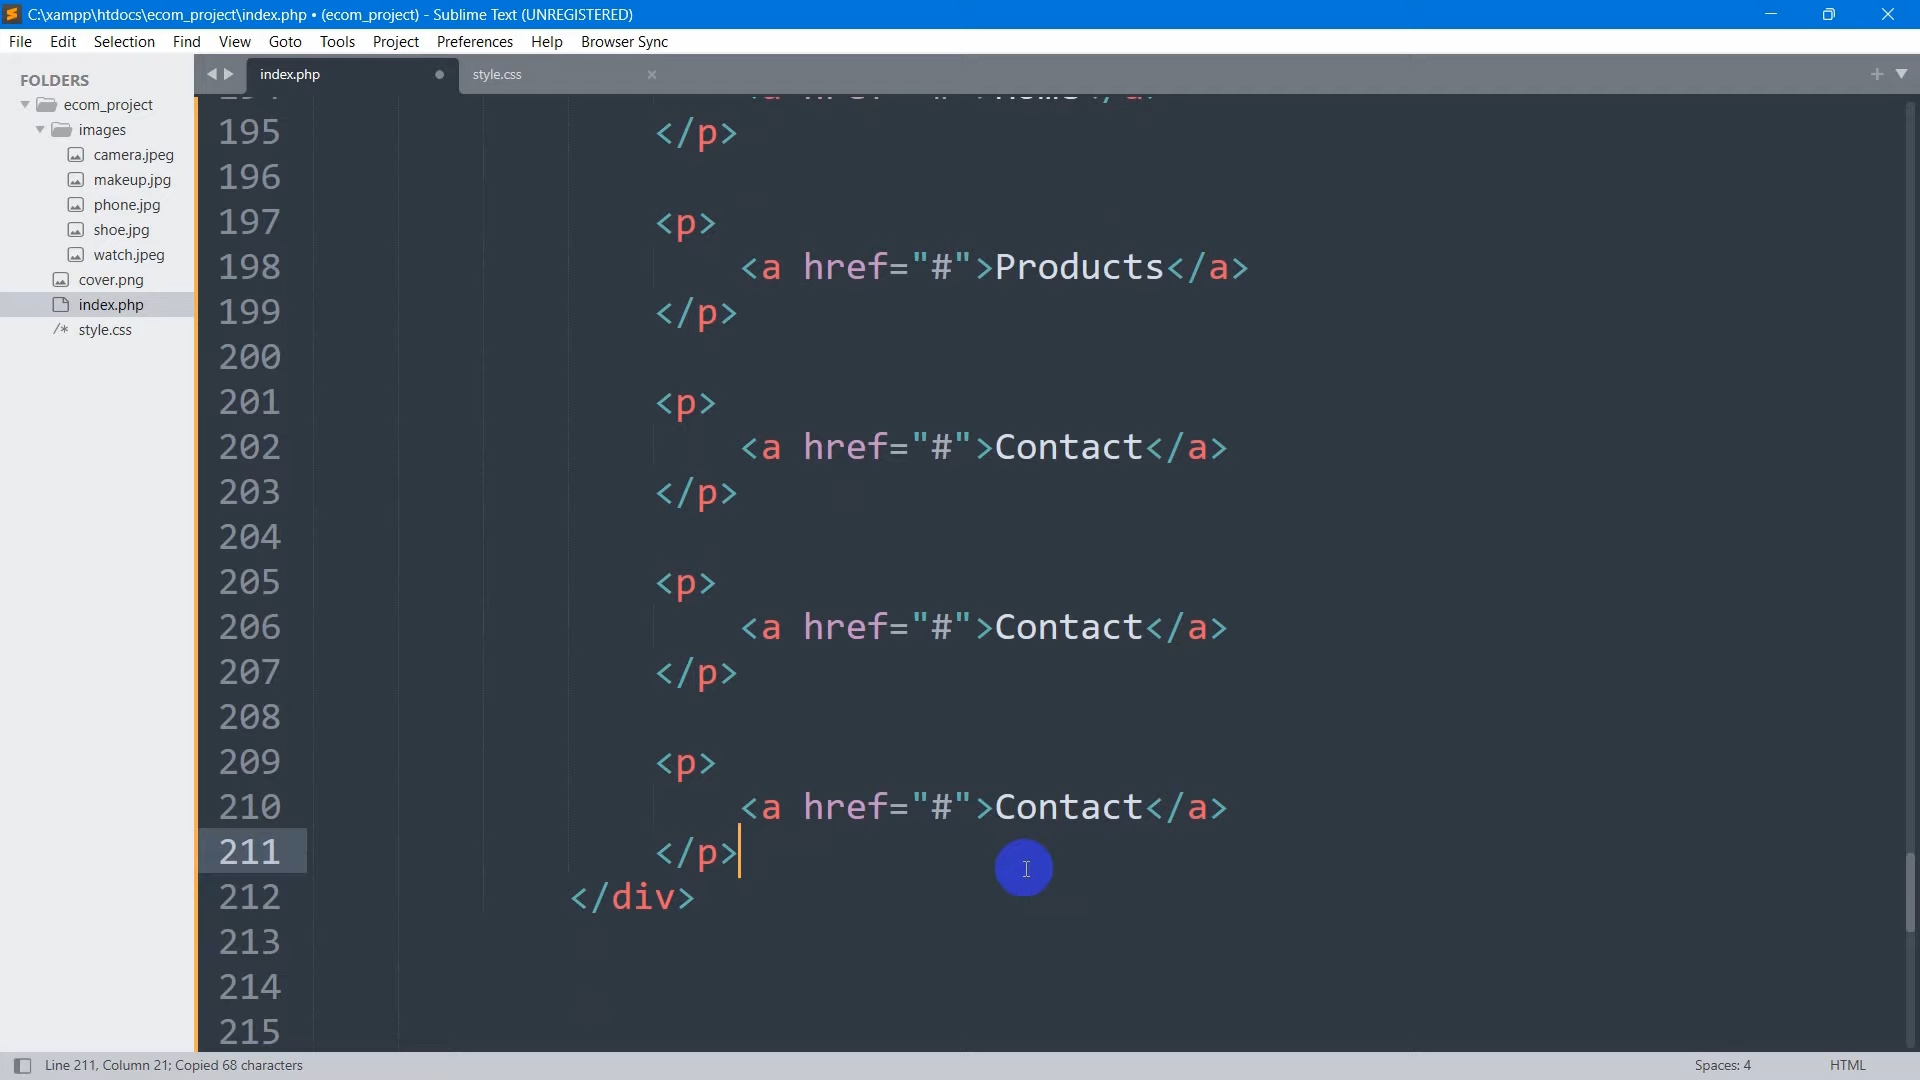 C:\xampp\htdocs\ecom_project\index.php • (ecom_project) - Sublime Text (UNREGISTERED)
File Edit Selection Find View Goto Tools Project Preferences Help Browser Sync
FOLDERS
ecom_project
images
camera.jpeg
makeup.jpg
phone.jpg
shoe.jpg
watch.jpeg
cover.png
index.php
/* style.css
index.php style.css
195 </p>
196
197 <p>
198 <a href="#">Products</a>
199 </p>
200
201 <p>
202 <a href="#">Contact</a>
203 </p>
204
205 <p>
206 <a href="#">Contact</a>
207 </p>
208
209 <p>
210 <a href="#">Contact</a>
211 </p>
212 </div>
213
214
215
Line 211, Column 21; Copied 68 characters
Spaces: 4 HTML